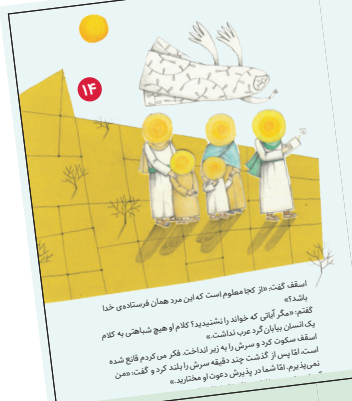 ۱۴
اسقف گفت: «از کجا معلوم است که این مرد همان فرستاده‌ی خدا
باشد؟»
گفتم: «مگر آیاتی که خواند را نشنیدید؟ کلام او هیچ شباهتی به کلام
یک انسان بیابان‌گرد عرب نداشت.»
اسقف سکوت کرد و سرش را به زیر انداخت. فکر می‌کردم قانع شده
است، امّا پس از گذشت چند دقیقه سرش را بلند کرد و گفت: «من
نمی‌پذیرم. امّا شما در پذیرش دعوت او مختارید.»